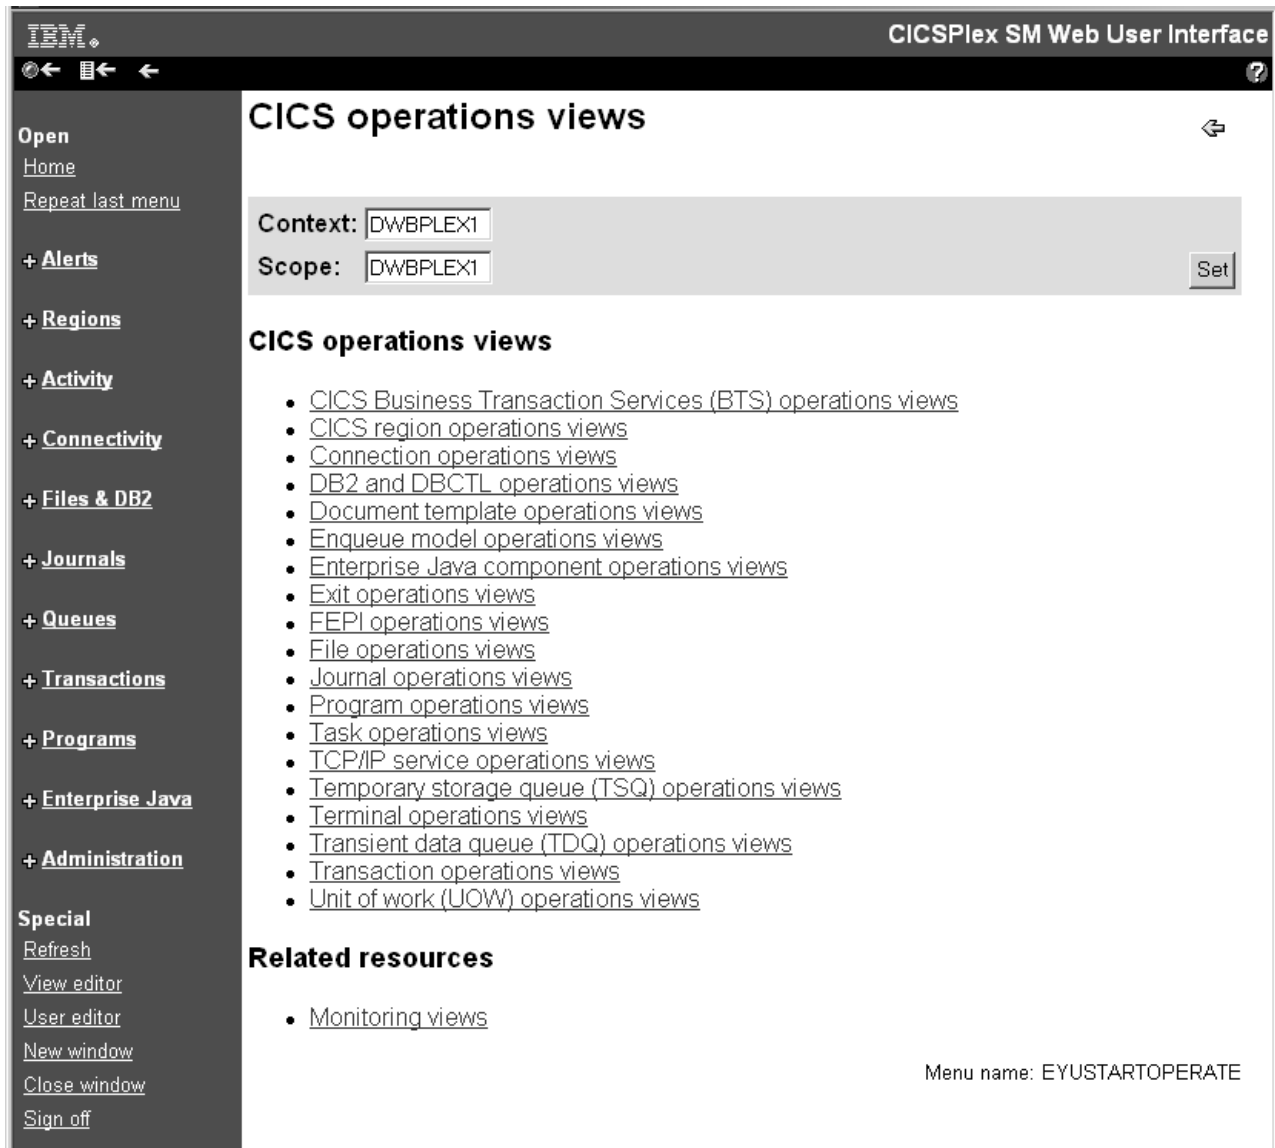 IBM
CICSPlex SM Web User Interface
?
CICS operations views
Open
Home
Repeat last menu
+ Alerts
+ Regions
+ Activity
+ Connectivity
+ Files & DB2
+ Journals
+ Queues
+ Transactions
+ Programs
+ Enterprise Java
+ Administration
Special
Refresh
View editor
User editor
New window
Close window
Sign off
Context: DWBPLEX1
Scope: DWBPLEX1
Set
CICS operations views
• CICS Business Transaction Services (BTS) operations views
• CICS region operations views
• Connection operations views
• DB2 and DBCTL operations views
• Document template operations views
• Enqueue model operations views
• Enterprise Java component operations views
• Exit operations views
• FEPI operations views
• File operations views
• Journal operations views
• Program operations views
• Task operations views
• TCP/IP service operations views
• Temporary storage queue (TSQ) operations views
• Terminal operations views
• Transient data queue (TDQ) operations views
• Transaction operations views
• Unit of work (UOW) operations views
Related resources
• Monitoring views
Menu name: EYUSTARTOPERATE